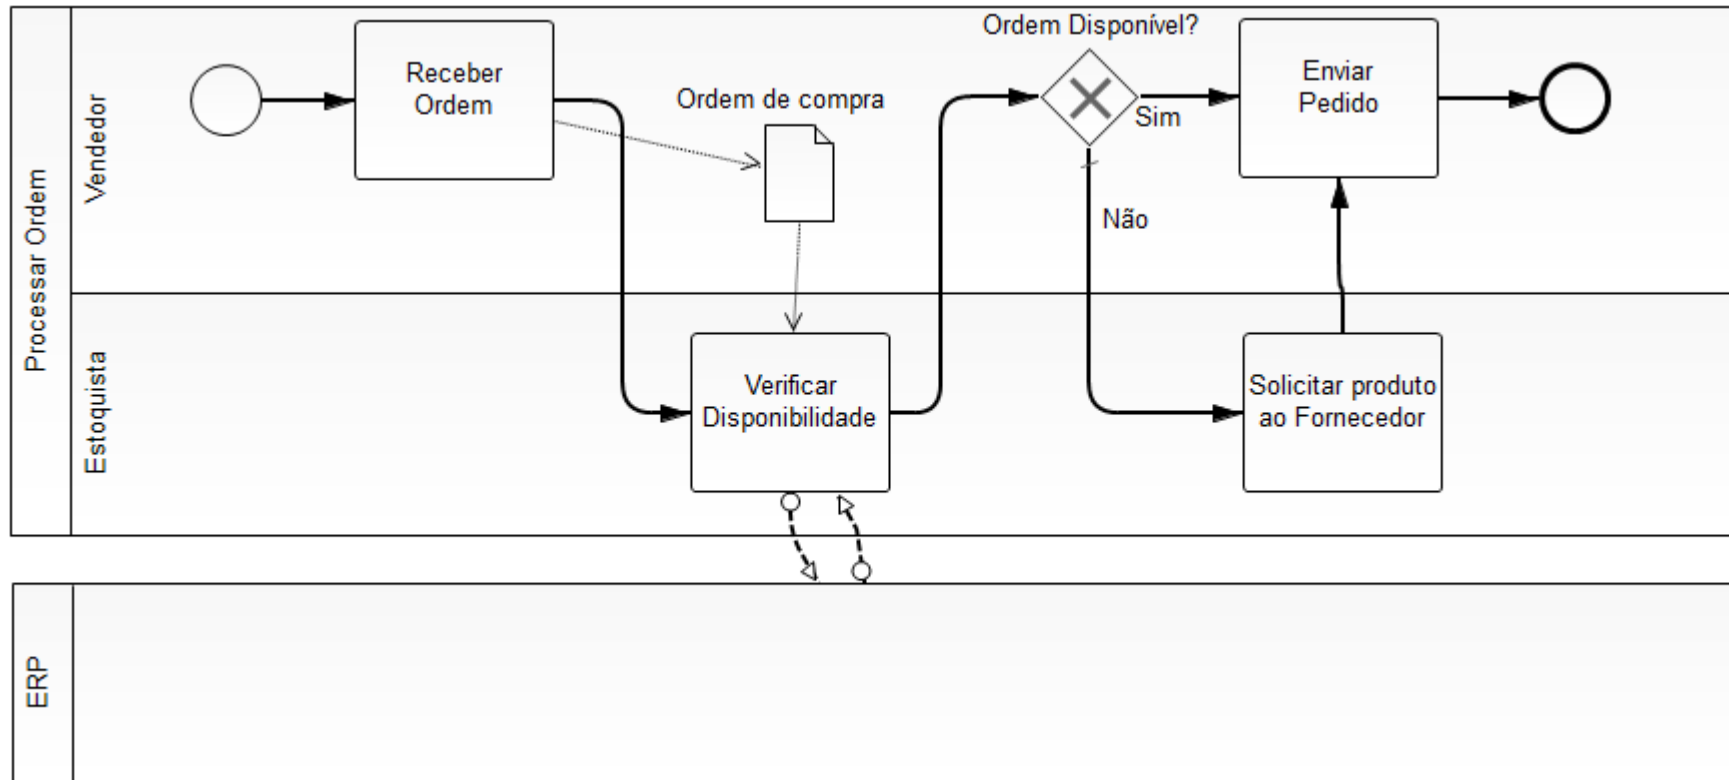 Processar Ordem
Vendedor
Receber
Ordem
Ordem de compra
Ordem Disponível?
Sim
Não
Enviar
Pedido
Estoquista
Verificar
Disponibilidade
Solicitar produto
ao Fornecedor
ERP